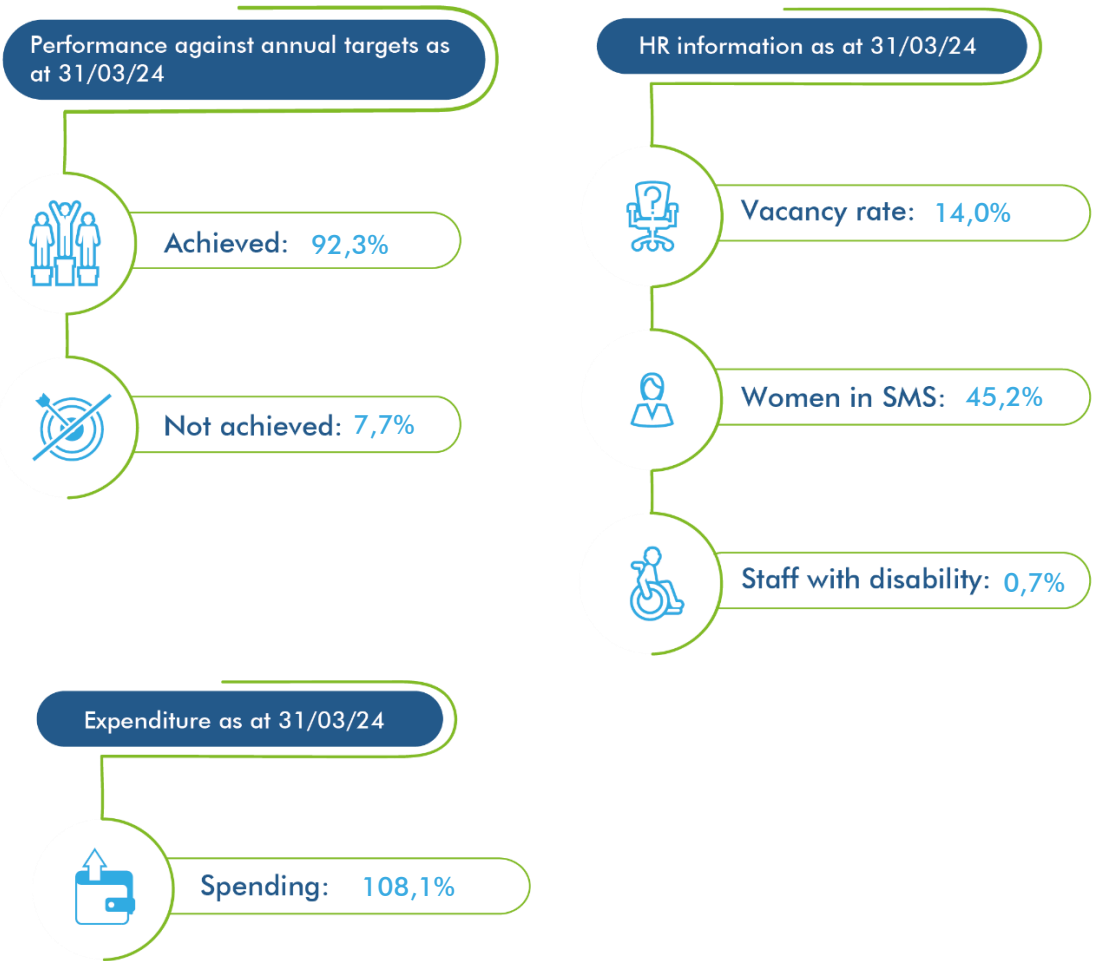 Performance against annual targets as
at 31/03/24
Achieved: 92,3%
Not achieved: 7,7%
HR information as at 31/03/24
?
Vacancy rate: 14,0%
Women in SMS: 45,2%
Staff with disability: 0,7%
Expenditure as at 31/03/24
Spending: 108,1%